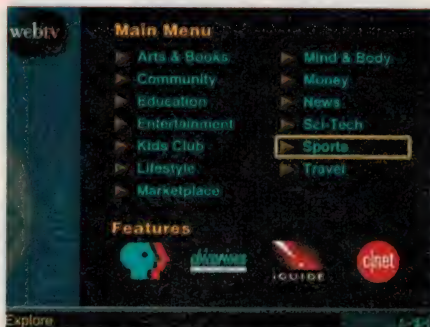 webtv
Main Menu
Arts & Books
Community
Education
Entertainment
Kids Club
Lifestyle
Marketplace
Mind & Body
Money
News
Sci-Tech
Sports
Travel
Features
iGUIDE
c|net
Explore